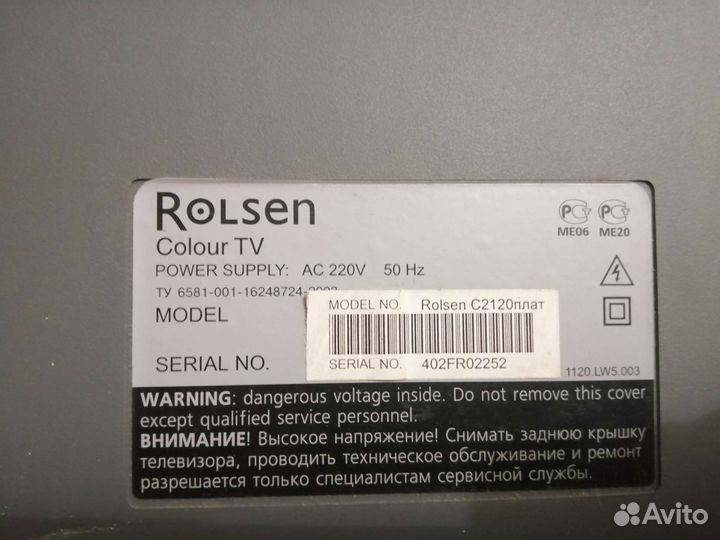 ROLSEN
Colour TV
POWER SUPPLY: AC 220V 50 Hz
ТУ 6581-001-16248724-
MODEL
SERIAL NO.
РСТ РСТ
ME06 ME20
MODEL NO. Rolsen C2120плат
SERIAL NO. 402FR02252
1120.LW5.003
WARNING: dangerous voltage inside. Do not remove this cover
except qualified service personnel.
ВНИМАНИЕ! Высокое напряжение! Снимать заднюю крышку
телевизора, проводить техническое обслуживание и ремонт
разрешается только специалистам сервисной службы.
Avito